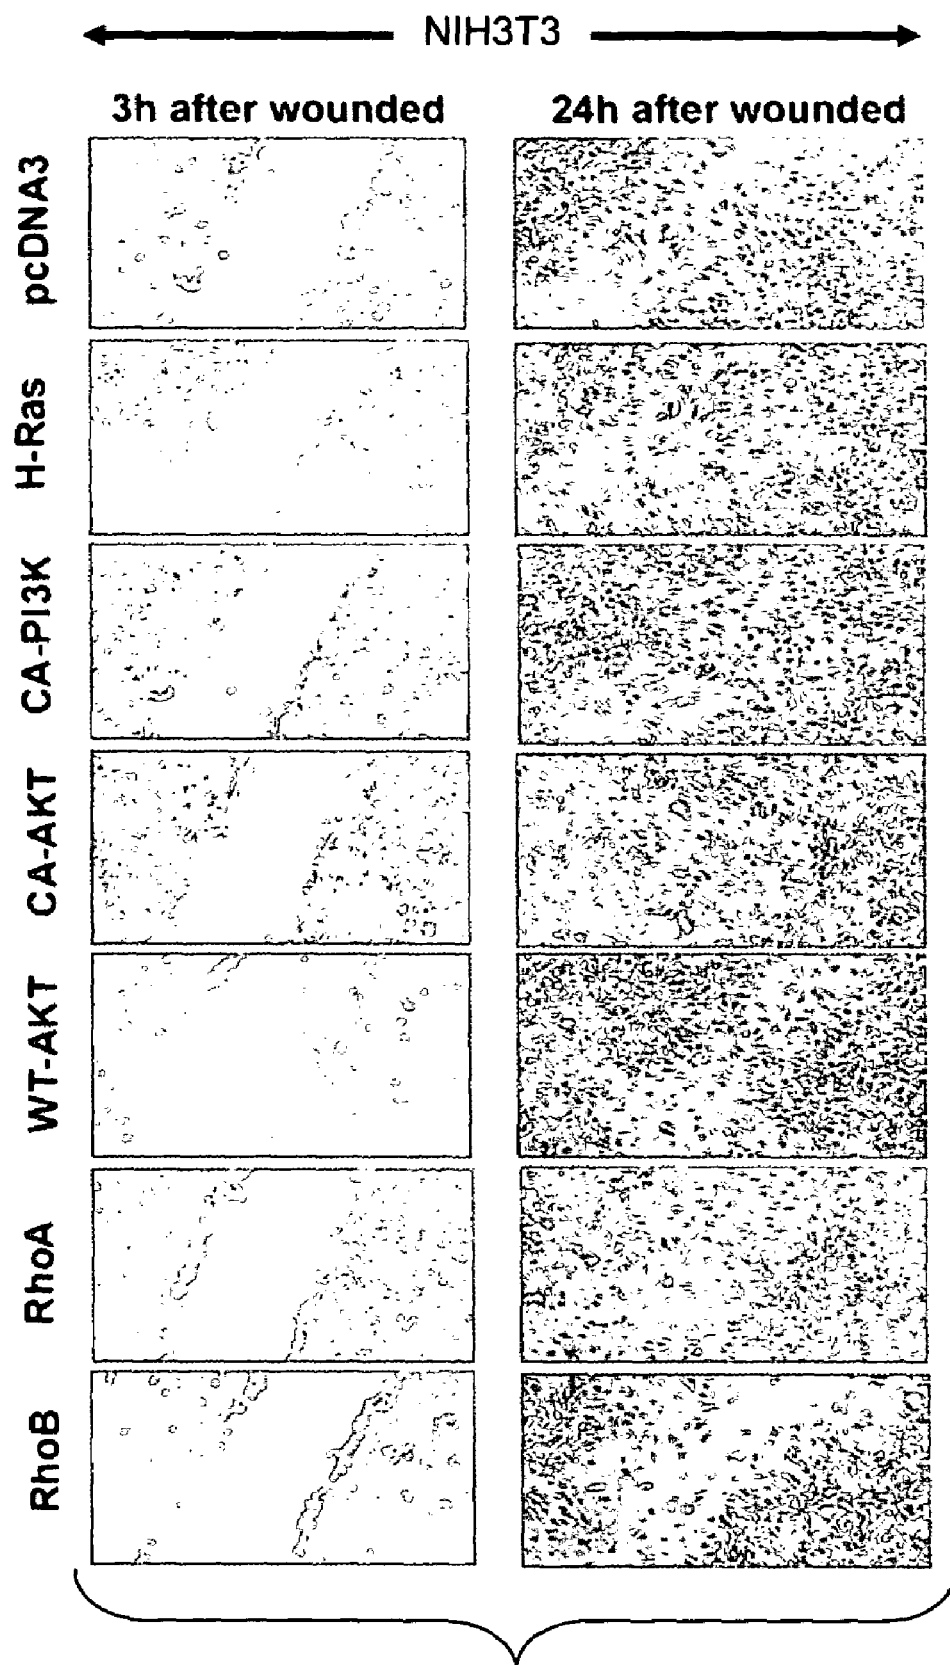 NIH3T3
3h after wounded
24h after wounded
pcDNA3
H-Ras
CA-PI3K
CA-AKT
WT-AKT
RhoA
RhoB